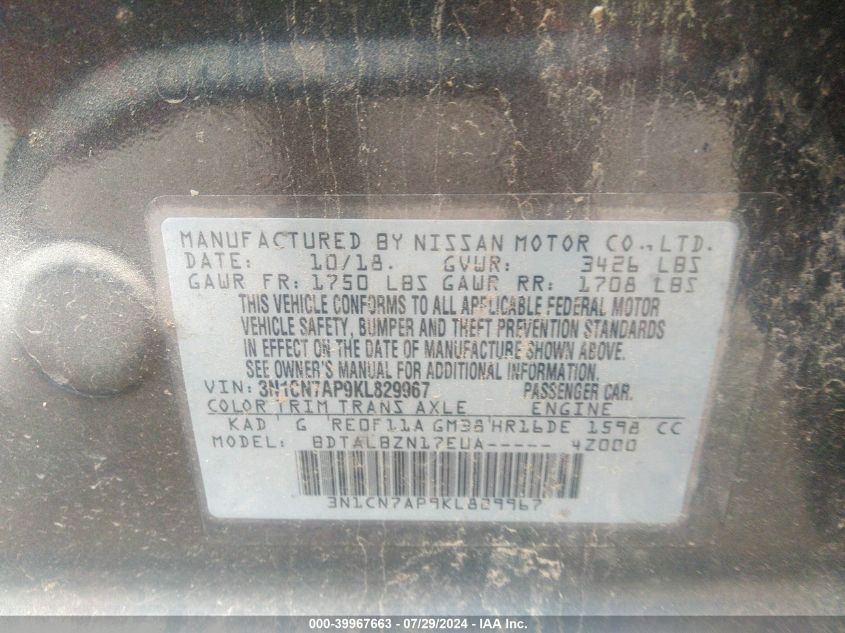 MANUFACTURED BY NISSAN MOTOR CO., LTD.
DATE: 10/18. GVWR: 3426 LBS
GAWR FR: 1750 LBS GAWR RR: 1708 LBS
THIS VEHICLE CONFORMS TO ALL APPLICABLE FEDERAL MOTOR
VEHICLE SAFETY, BUMPER AND THEFT PREVENTION STANDARDS
IN EFFECT ON THE DATE OF MANUFACTURE SHOWN ABOVE.
SEE OWNER'S MANUAL FOR ADDITIONAL INFORMATION.
VIN: 3N1CN7AP9KL829967 PASSENGER CAR.
COLOR TRIM TRANS AXLE ENGINE
KAD G RE0F11A GM38 HR16DE 1598 CC
MODEL: BDTALBZN17EUA----- 4Z000
3N1CN7AP9KL829967
000-39967663 - 07/29/2024 - IAA Inc.